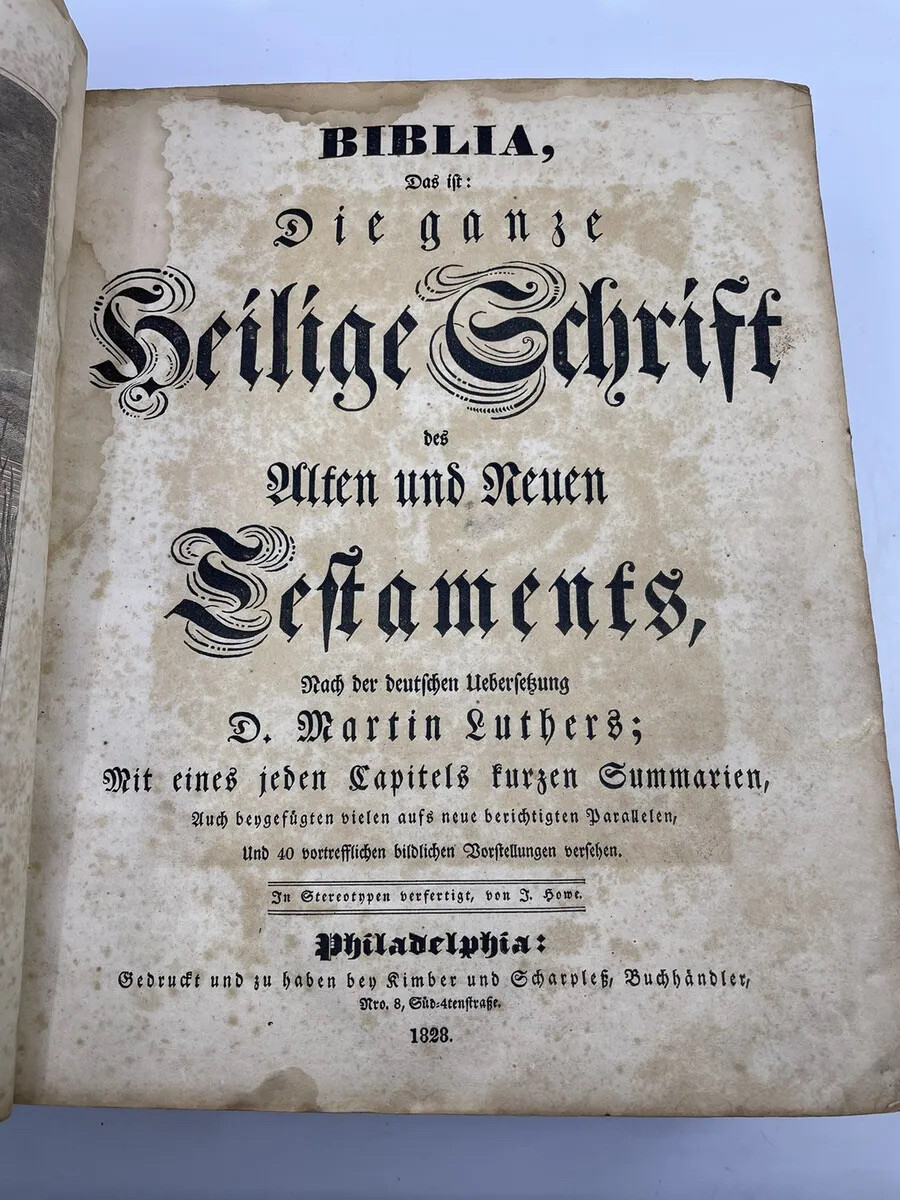 BIBLIA,
Das ist:
Die ganze
Heilige Schrift
des
Alten und Neuen
Testaments,
Nach der deutschen Uebersetzung
D. Martin Luthers;
Mit eines jeden Capitels kurzen Summarien,
Auch beygefügten vielen aufs neue berichtigten Parallelen,
Und 40 vortrefflichen bildlichen Vorstellungen versehen.
In Stereotypen verfertigt, von J. Howe.
Philadelphia:
Gedruckt und zu haben bey Kimber und Scharpleß, Buchhändler,
Nro. 8, Süd-4tenstraße.
1828.